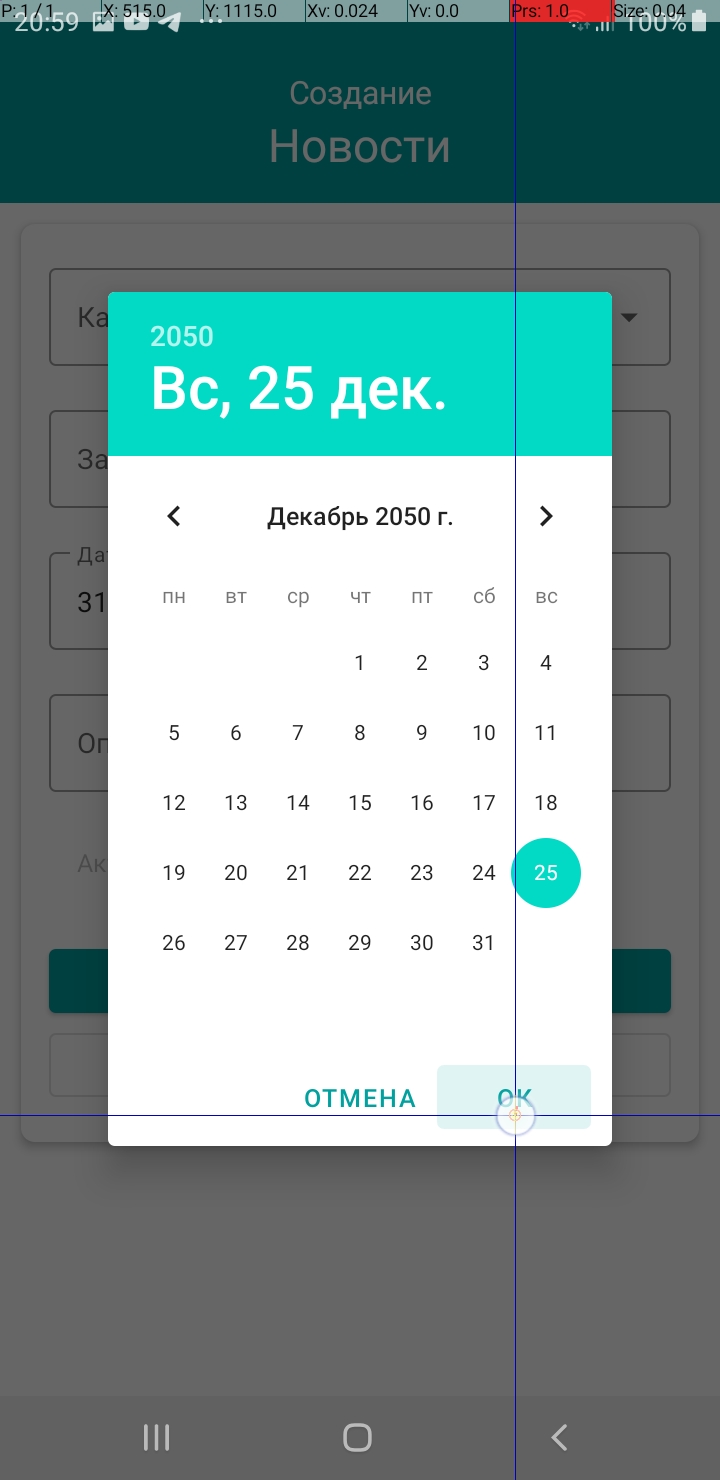 P: 1 / 1 X: 515.0 Y: 1115.0 Xv: 0.024 Yv: 0.0 Prs: 1.0 Size: 0.04
20:59 100%
Создание
Новости
Ка
За
Дат
31
Оп
Ак
2050
Вс, 25 дек.
Декабрь 2050 г.
пн вт ср чт пт сб вс
1 2 3 4
5 6 7 8 9 10 11
12 13 14 15 16 17 18
19 20 21 22 23 24 25
26 27 28 29 30 31
ОТМЕНА ОК